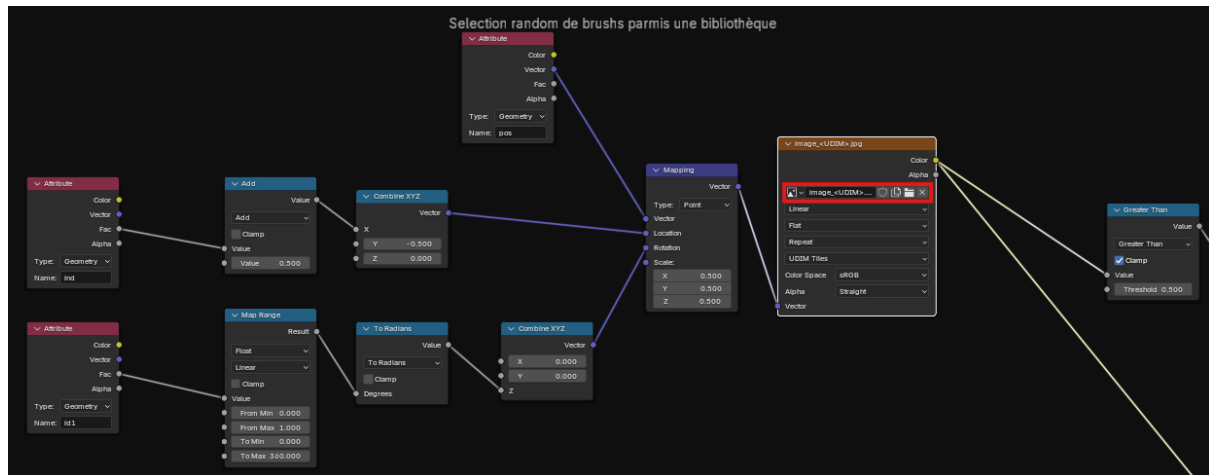 Selection random de brushs parmis une bibliothèque
Attribute
Color
Vector
Fac
Alpha
Type: Geometry
Name: pos
Attribute
Color
Vector
Fac
Alpha
Type: Geometry
Name: ind
Add
Value
Add
Clamp
Value
Value 0.500
Combine XYZ
Vector
X
Y -0.500
Z 0.000
Mapping
Vector
Type: Point
Vector
Location
Rotation
Scale:
X 0.500
Y 0.500
Z 0.500
Image_<UDIM>.jpg
Color
Alpha
Image_<UDIM>....
Linear
Flat
Repeat
UDIM Tiles
Color Space sRGB
Alpha Straight
Vector
Greater Than
Value
Greater Than
Clamp
Value
Threshold 0.500
Attribute
Color
Vector
Fac
Alpha
Type: Geometry
Name: id1
Map Range
Result
Float
Linear
Clamp
Value
From Min 0.000
From Max 1.000
To Min 0.000
To Max 360.000
To Radians
Value
To Radians
Clamp
Degrees
Combine XYZ
Vector
X 0.000
Y 0.000
Z